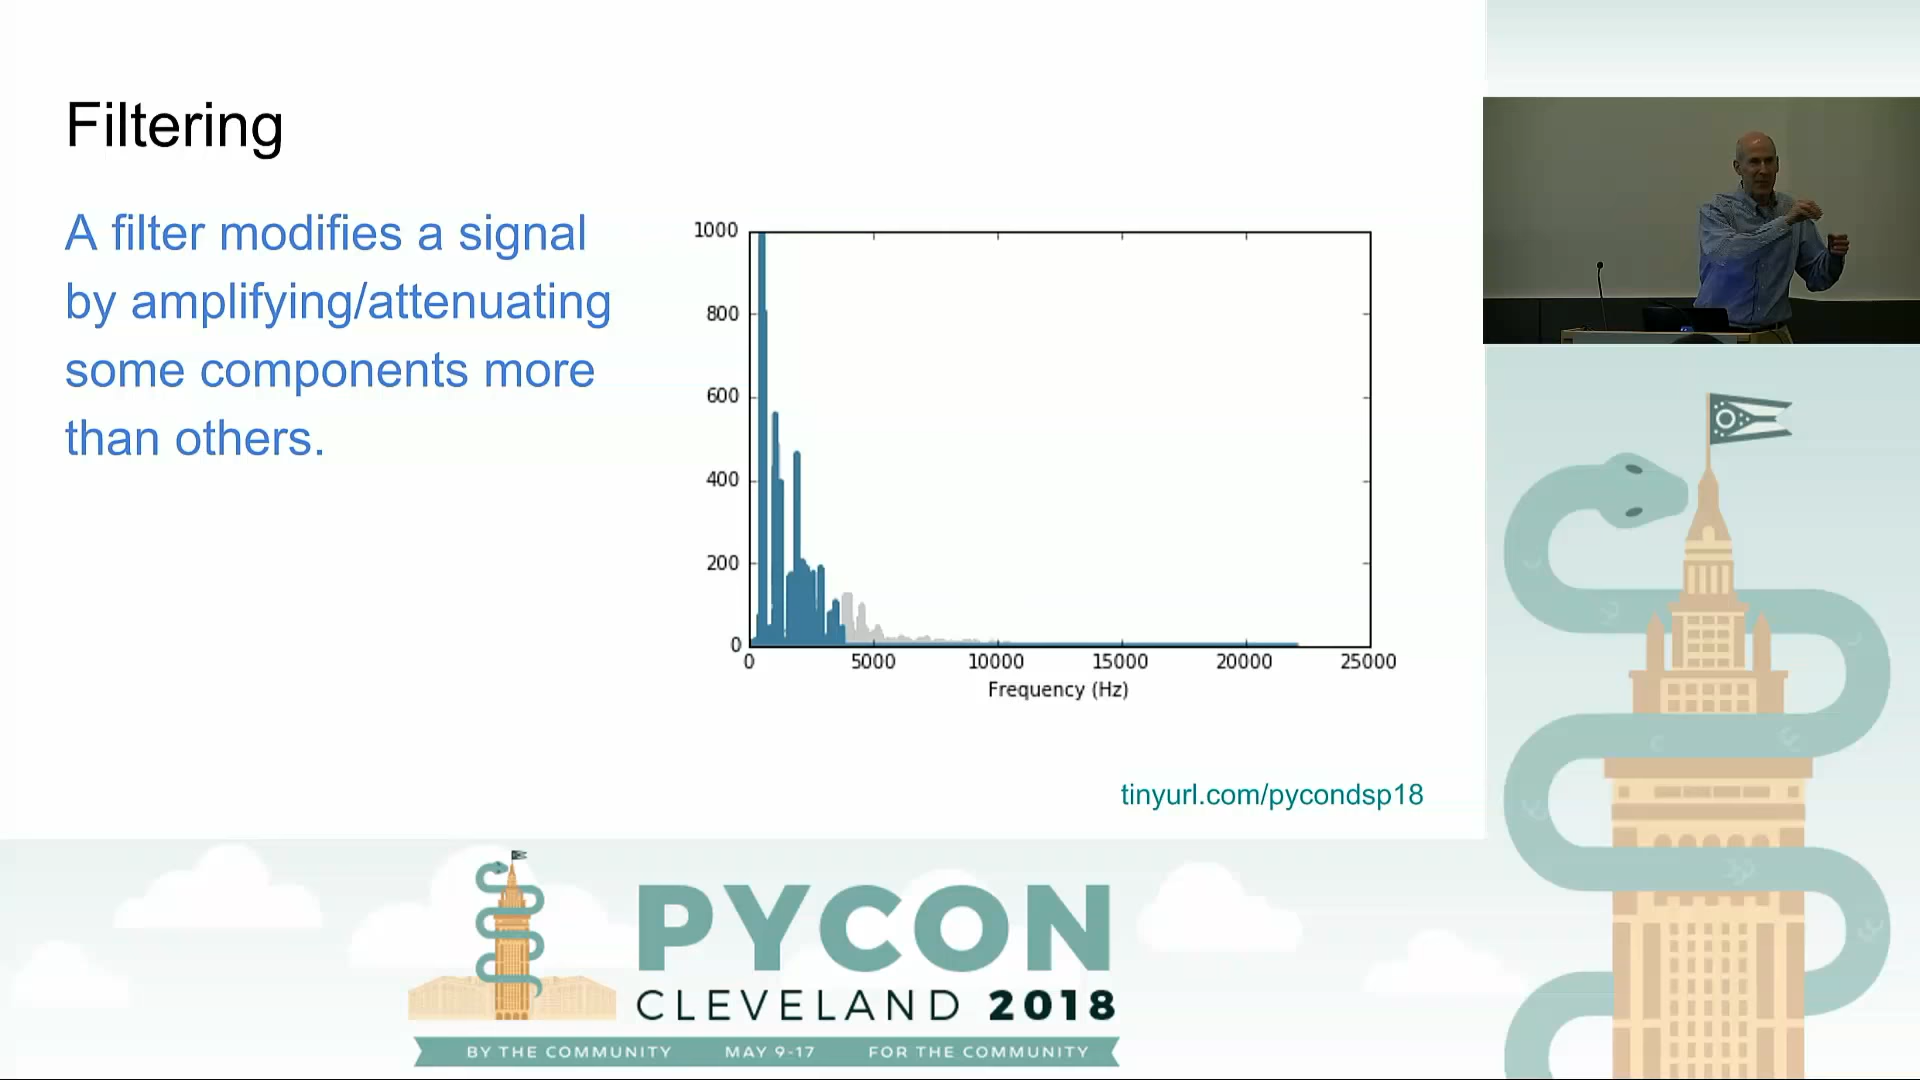 Filtering
A filter modifies a signal
by amplifying/attenuating
some components more
than others.
1000
800
600
400
200
0
0 5000 10000 15000 20000 25000
Frequency (Hz)
tinyurl.com/pycondsp18
PYCON
CLEVELAND 2018
BY THE COMMUNITY MAY 9-17 FOR THE COMMUNITY